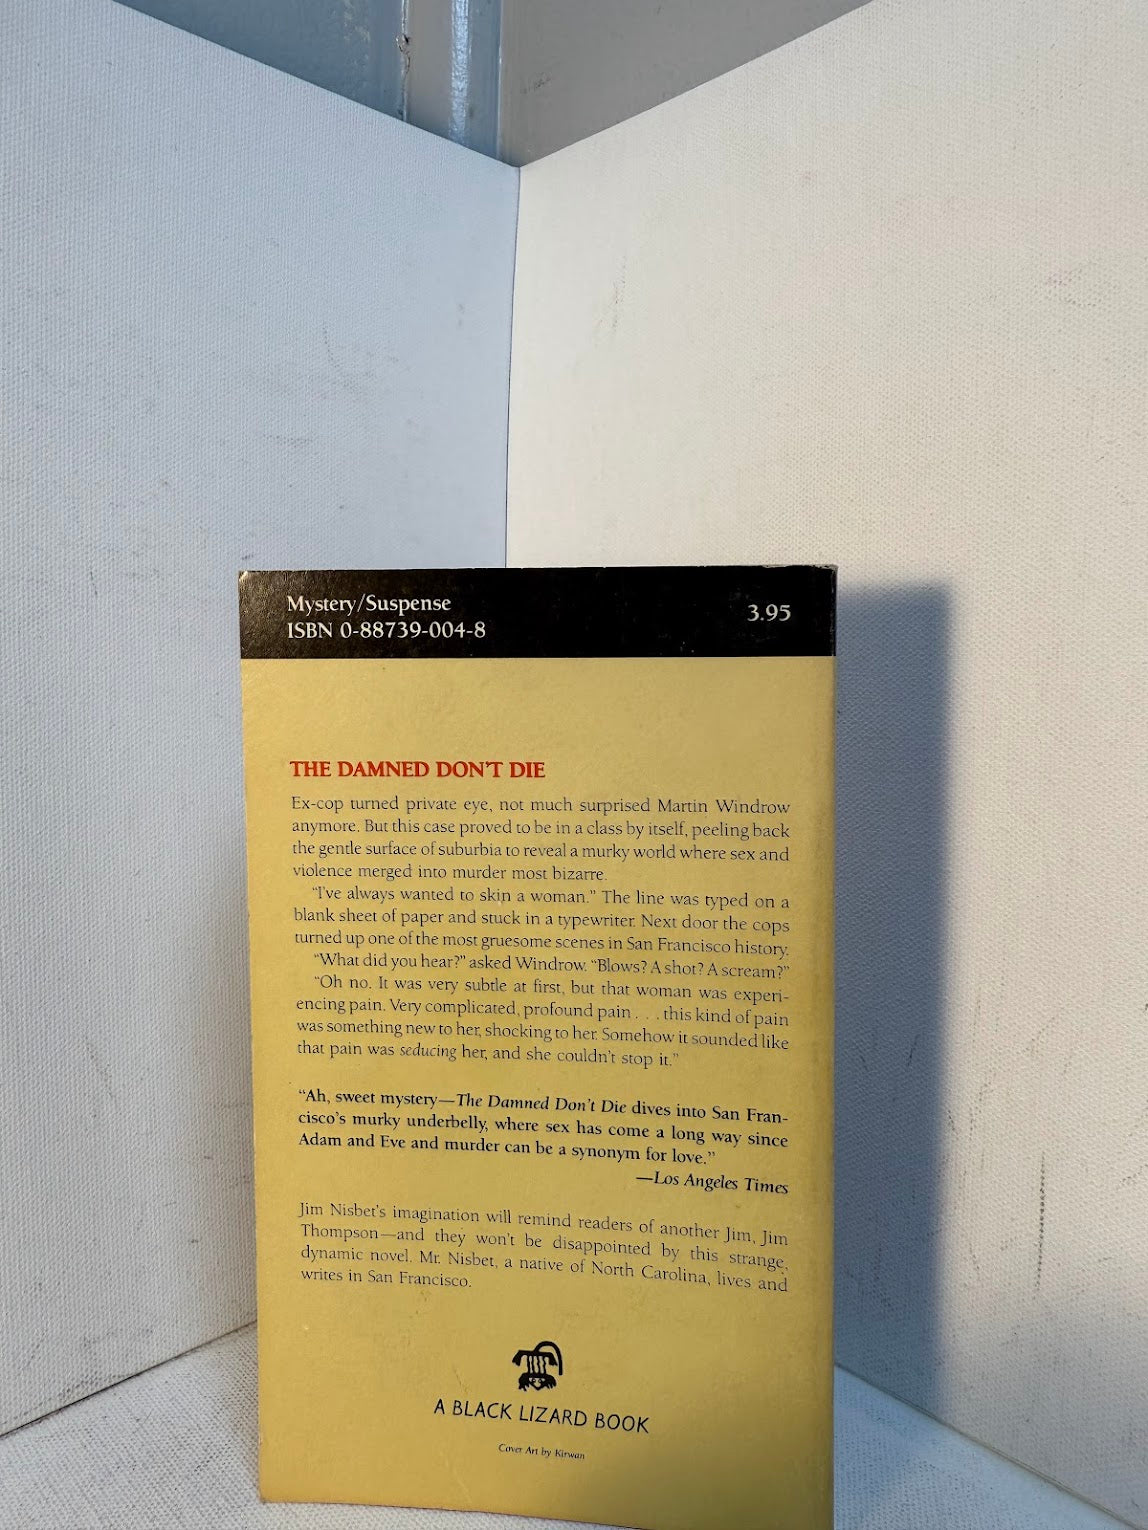 Mystery/Suspense
ISBN 0-88739-004-8
3.95
THE DAMNED DON'T DIE
Ex-cop turned private eye, not much surprised Martin Windrow
anymore. But this case proved to be in a class by itself, peeling back
the gentle surface of suburbia to reveal a murky world where sex and
violence merged into murder most bizarre.
"I've always wanted to skin a woman." The line was typed on a
blank sheet of paper and stuck in a typewriter. Next door the cops
turned up one of the most gruesome scenes in San Francisco history.
"What did you hear?" asked Windrow. "Blows? A shot? A scream?"
"Oh no. It was very subtle at first, but that woman was experi-
encing pain. Very complicated, profound pain . . . this kind of pain
was something new to her, shocking to her. Somehow it sounded like
that pain was seducing her, and she couldn't stop it."
"Ah, sweet mystery—The Damned Don't Die dives into San Fran-
cisco's murky underbelly, where sex has come a long way since
Adam and Eve and murder can be a synonym for love."
—Los Angeles Times
Jim Nisbet's imagination will remind readers of another Jim, Jim
Thompson—and they won't be disappointed by this strange,
dynamic novel. Mr. Nisbet, a native of North Carolina, lives and
writes in San Francisco.
A BLACK LIZARD BOOK
Cover Art by Kirwan